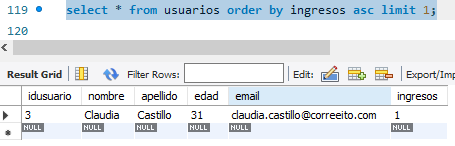 119 select * from usuarios order by ingresos asc limit 1;
120
Result Grid Filter Rows: Edit: Export/Imp
idusuario nombre apellido edad email ingresos
3 Claudia Castillo 31 claudia.castillo@correeito.com 1
NULL NULL NULL NULL NULL NULL